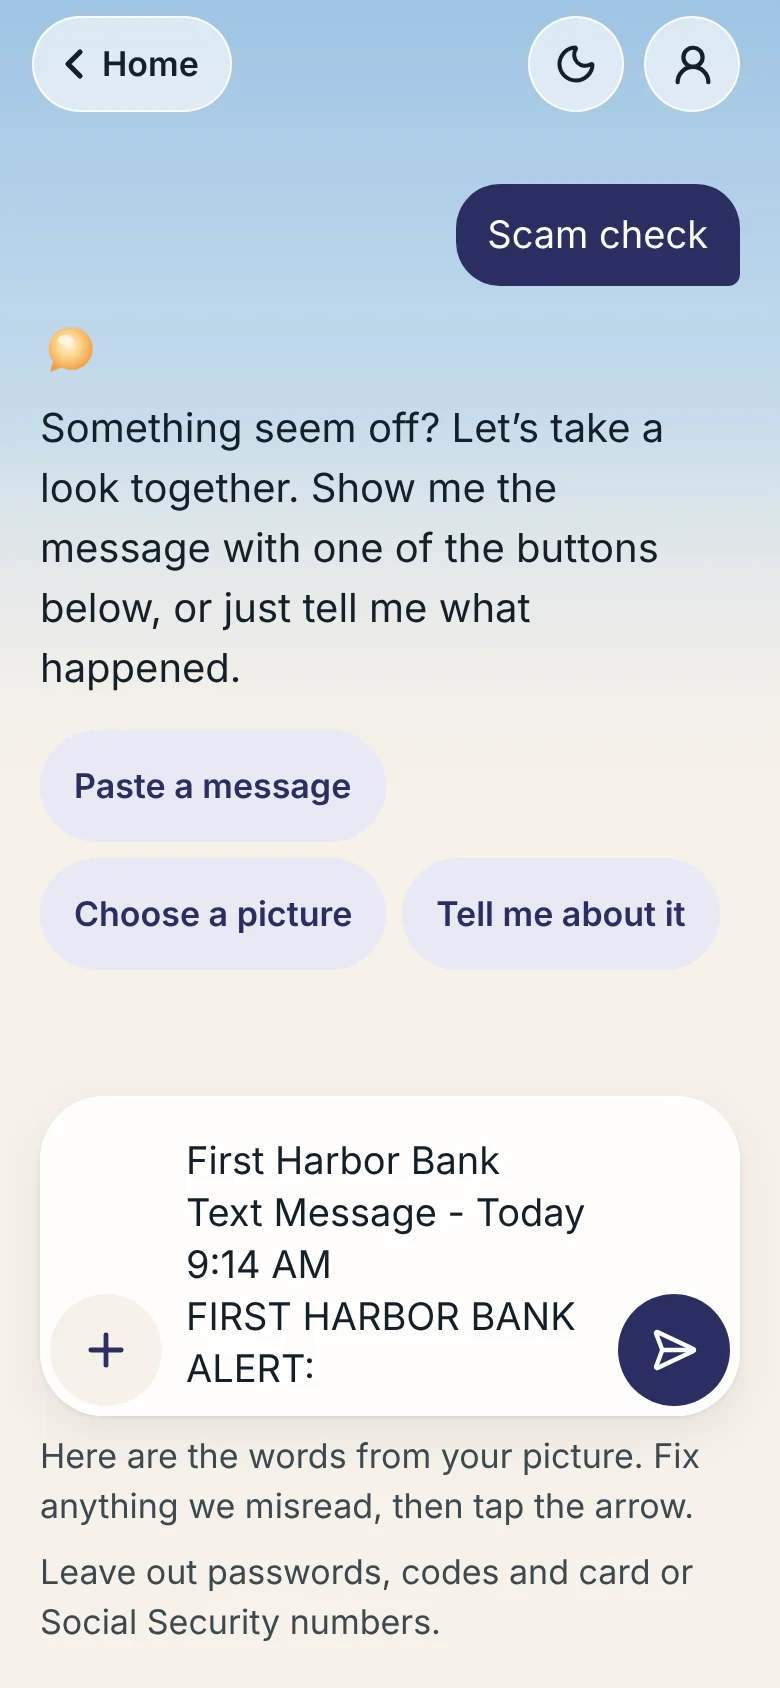 Home
Scam check
Something seem off? Let’s take a
look together. Show me the
message with one of the buttons
below, or just tell me what
happened.
Paste a message
Choose a picture
Tell me about it
First Harbor Bank
Text Message - Today
9:14 AM
FIRST HARBOR BANK
ALERT:
Here are the words from your picture. Fix
anything we misread, then tap the arrow.
Leave out passwords, codes and card or
Social Security numbers.